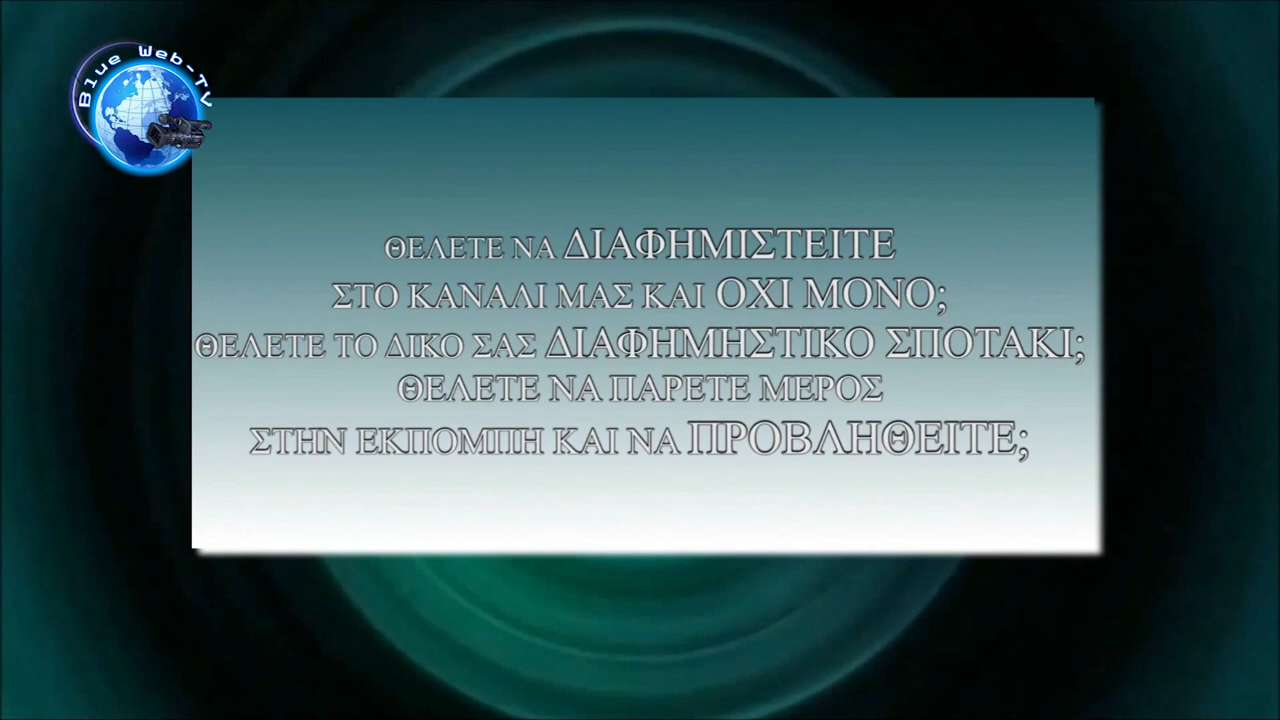 Blue Web-TV
ΘΕΛΕΤΕ ΝΑ ΔΙΑΦΗΜΙΣΤΕΙΤΕ
ΣΤΟ ΚΑΝΑΛΙ ΜΑΣ ΚΑΙ ΟΧΙ ΜΟΝΟ;
ΘΕΛΕΤΕ ΤΟ ΔΙΚΟ ΣΑΣ ΔΙΑΦΗΜΗΣΤΙΚΟ ΣΠΟΤΑΚΙ;
ΘΕΛΕΤΕ ΝΑ ΠΑΡΕΤΕ ΜΕΡΟΣ
ΣΤΗΝ ΕΚΠΟΜΠΗ ΚΑΙ ΝΑ ΠΡΟΒΛΗΘΕΙΤΕ;